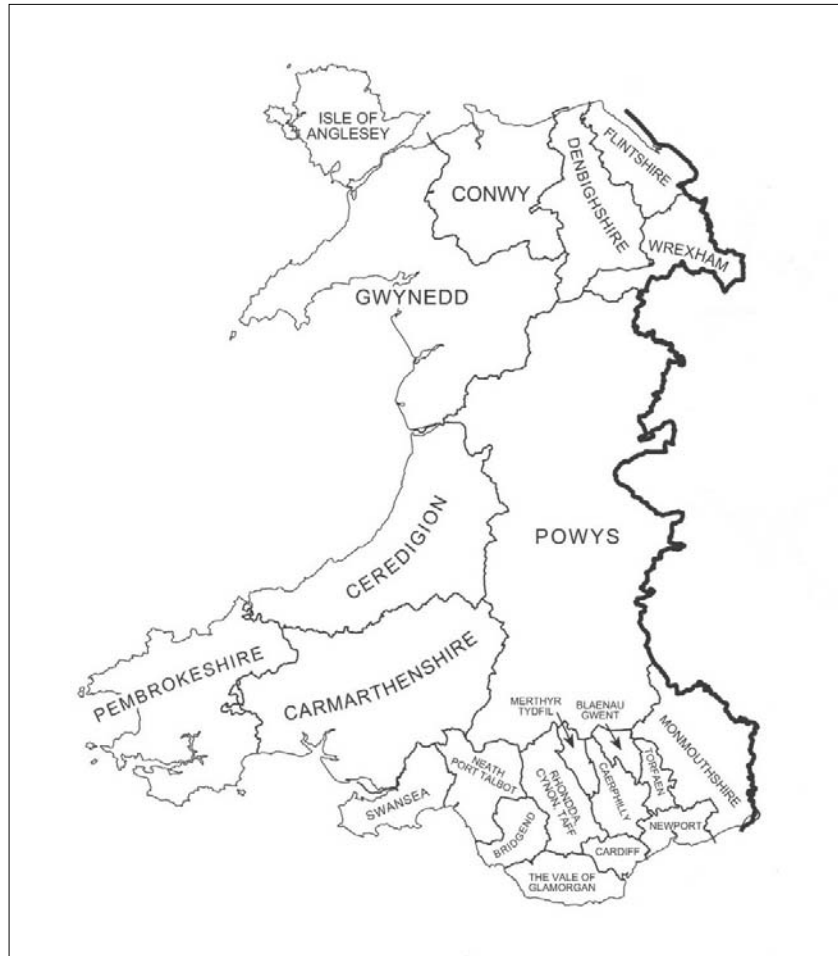 ISLE OF
ANGLESEY
FLINTSHIRE
DENBIGHSHIRE
CONWY
WREXHAM
GWYNEDD
POWYS
CEREDIGION
PEMBROKESHIRE
CARMARTHENSHIRE
MERTHYR
TYDFIL
BLAENAU
GWENT
MONMOUTHSHIRE
NEATH
PORT TALBOT
TORFAEN
RHONDDA,
CYNON, TAFF
CAERPHILLY
SWANSEA
NEWPORT
BRIDGEND
CARDIFF
THE VALE OF
GLAMORGAN